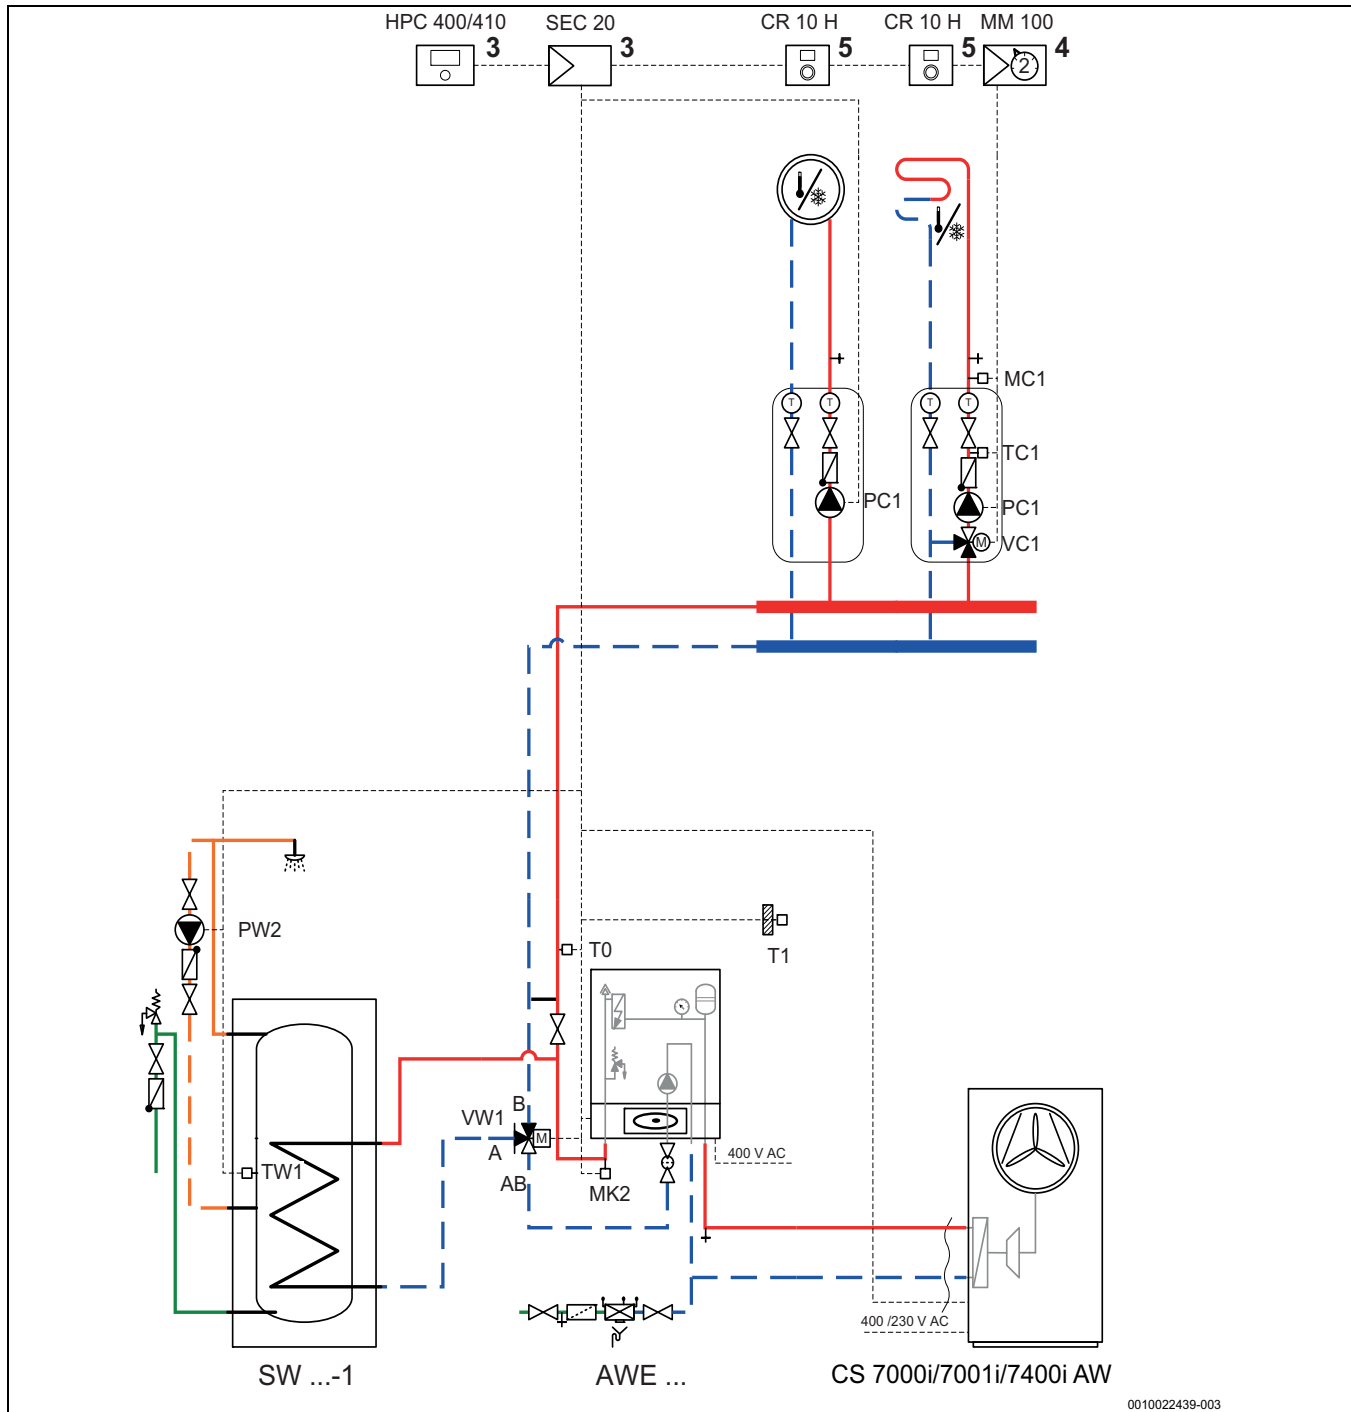 HPC 400/410
3
SEC 20
3
CR 10 H
5
CR 10 H
5
MM 100
4
2
MC1
T
T
T
T
TC1
PC1
PC1
M
VC1
PW2
T0
T1
B
VW1
M
A
AB
MK2
400 V AC
TW1
400 /230 V AC
SW ...-1
AWE ...
CS 7000i/7001i/7400i AW
0010022439-003